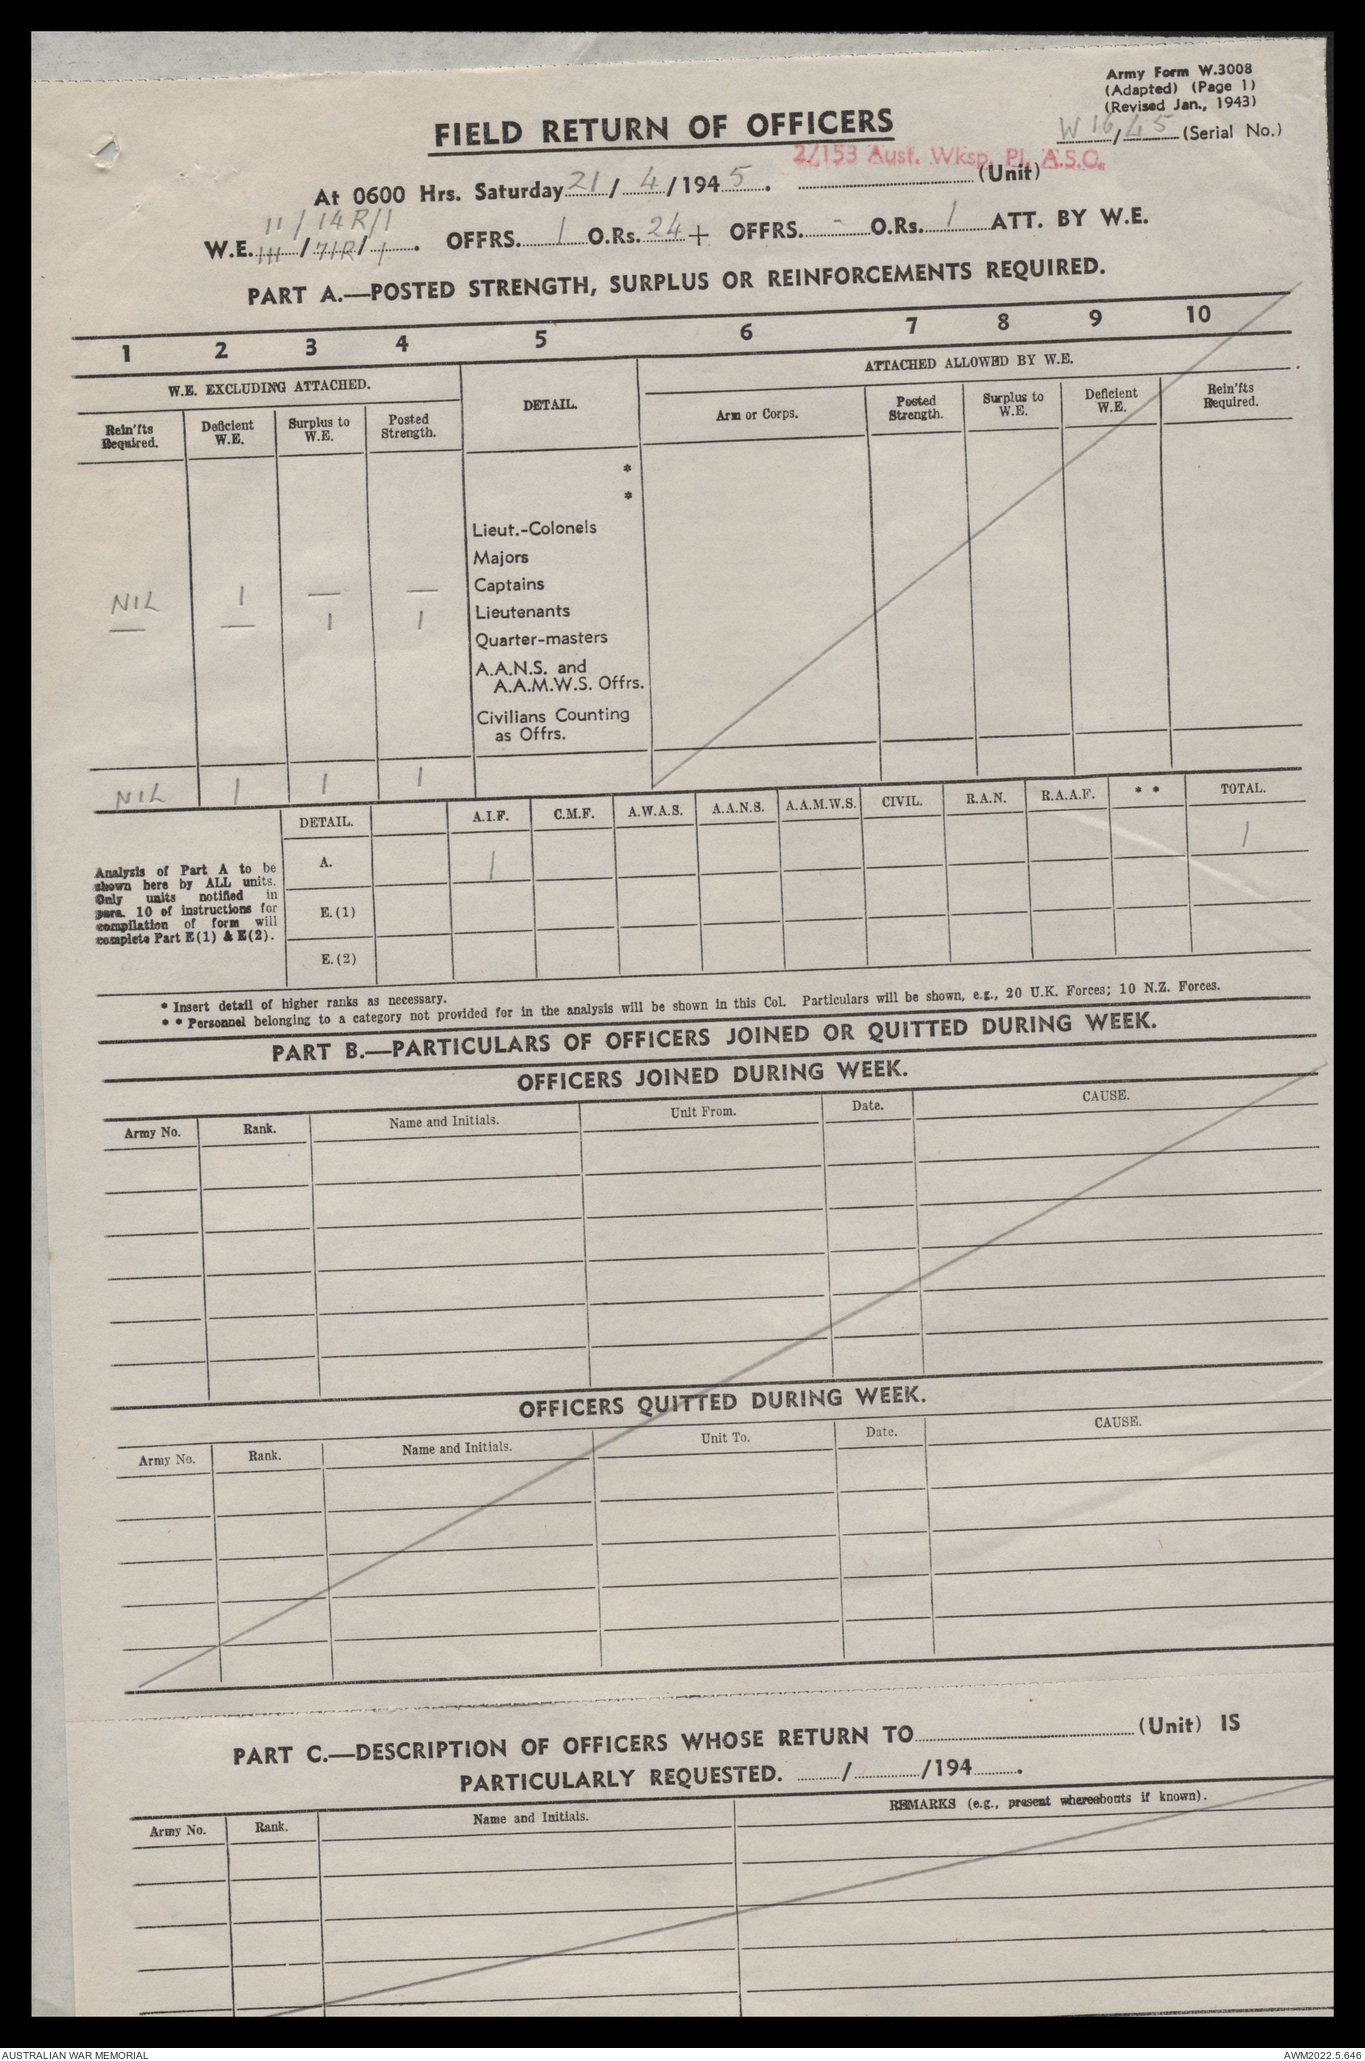 Army Form W.3008
(Adapted) (Page 1)
(Revised Jan., 1943)
FIELD RETURN OF OFFICERS
W 16/45 (Serial No.)
2/153 Aust. Wksp. Pl. A.S.C.
At 0600 Hrs. Saturday 21/4/1945. (Unit)
11/14R/1
W.E. III/71R/1. OFFRS. 1 O.Rs. 24 + OFFRS. - O.Rs. 1 ATT. BY W.E.
PART A.—POSTED STRENGTH, SURPLUS OR REINFORCEMENTS REQUIRED.
1 2 3 4 5 6 7 8 9 10
W.E. EXCLUDING ATTACHED. DETAIL. ATTACHED ALLOWED BY W.E.
Rein'fts Required. Deficient W.E. Surplus to W.E. Posted Strength. Arm or Corps. Posted Strength. Surplus to W.E. Deficient W.E. Rein'fts Required.
*
*
Lieut.-Colonels
Majors
NIL 1 — — Captains
— — 1 1 Lieutenants
Quarter-masters
A.A.N.S. and
A.A.M.W.S. Offrs.
Civilians Counting
as Offrs.
NIL 1 1 1
DETAIL. A.I.F. C.M.F. A.W.A.S. A.A.N.S. A.A.M.W.S. CIVIL. R.A.N. R.A.A.F. * * TOTAL.
A. 1 1
E.(1)
E.(2)
Analysis of Part A to be
shown here by ALL units.
Only units notified in
para. 10 of instructions for
compilation of form will
complete Part E(1) & E(2).
* Insert detail of higher ranks as necessary.
* * Personnel belonging to a category not provided for in the analysis will be shown in this Col. Particulars will be shown, e.g., 20 U.K. Forces; 10 N.Z. Forces.
PART B.—PARTICULARS OF OFFICERS JOINED OR QUITTED DURING WEEK.
OFFICERS JOINED DURING WEEK.
Army No. Rank. Name and Initials. Unit From. Date. CAUSE.
OFFICERS QUITTED DURING WEEK.
Army No. Rank. Name and Initials. Unit To. Date. CAUSE.
PART C.—DESCRIPTION OF OFFICERS WHOSE RETURN TO (Unit) IS
PARTICULARLY REQUESTED. / /194 .
Army No. Rank. Name and Initials. REMARKS (e.g., present whereabouts if known).
AUSTRALIAN WAR MEMORIAL AWM2022.5.646